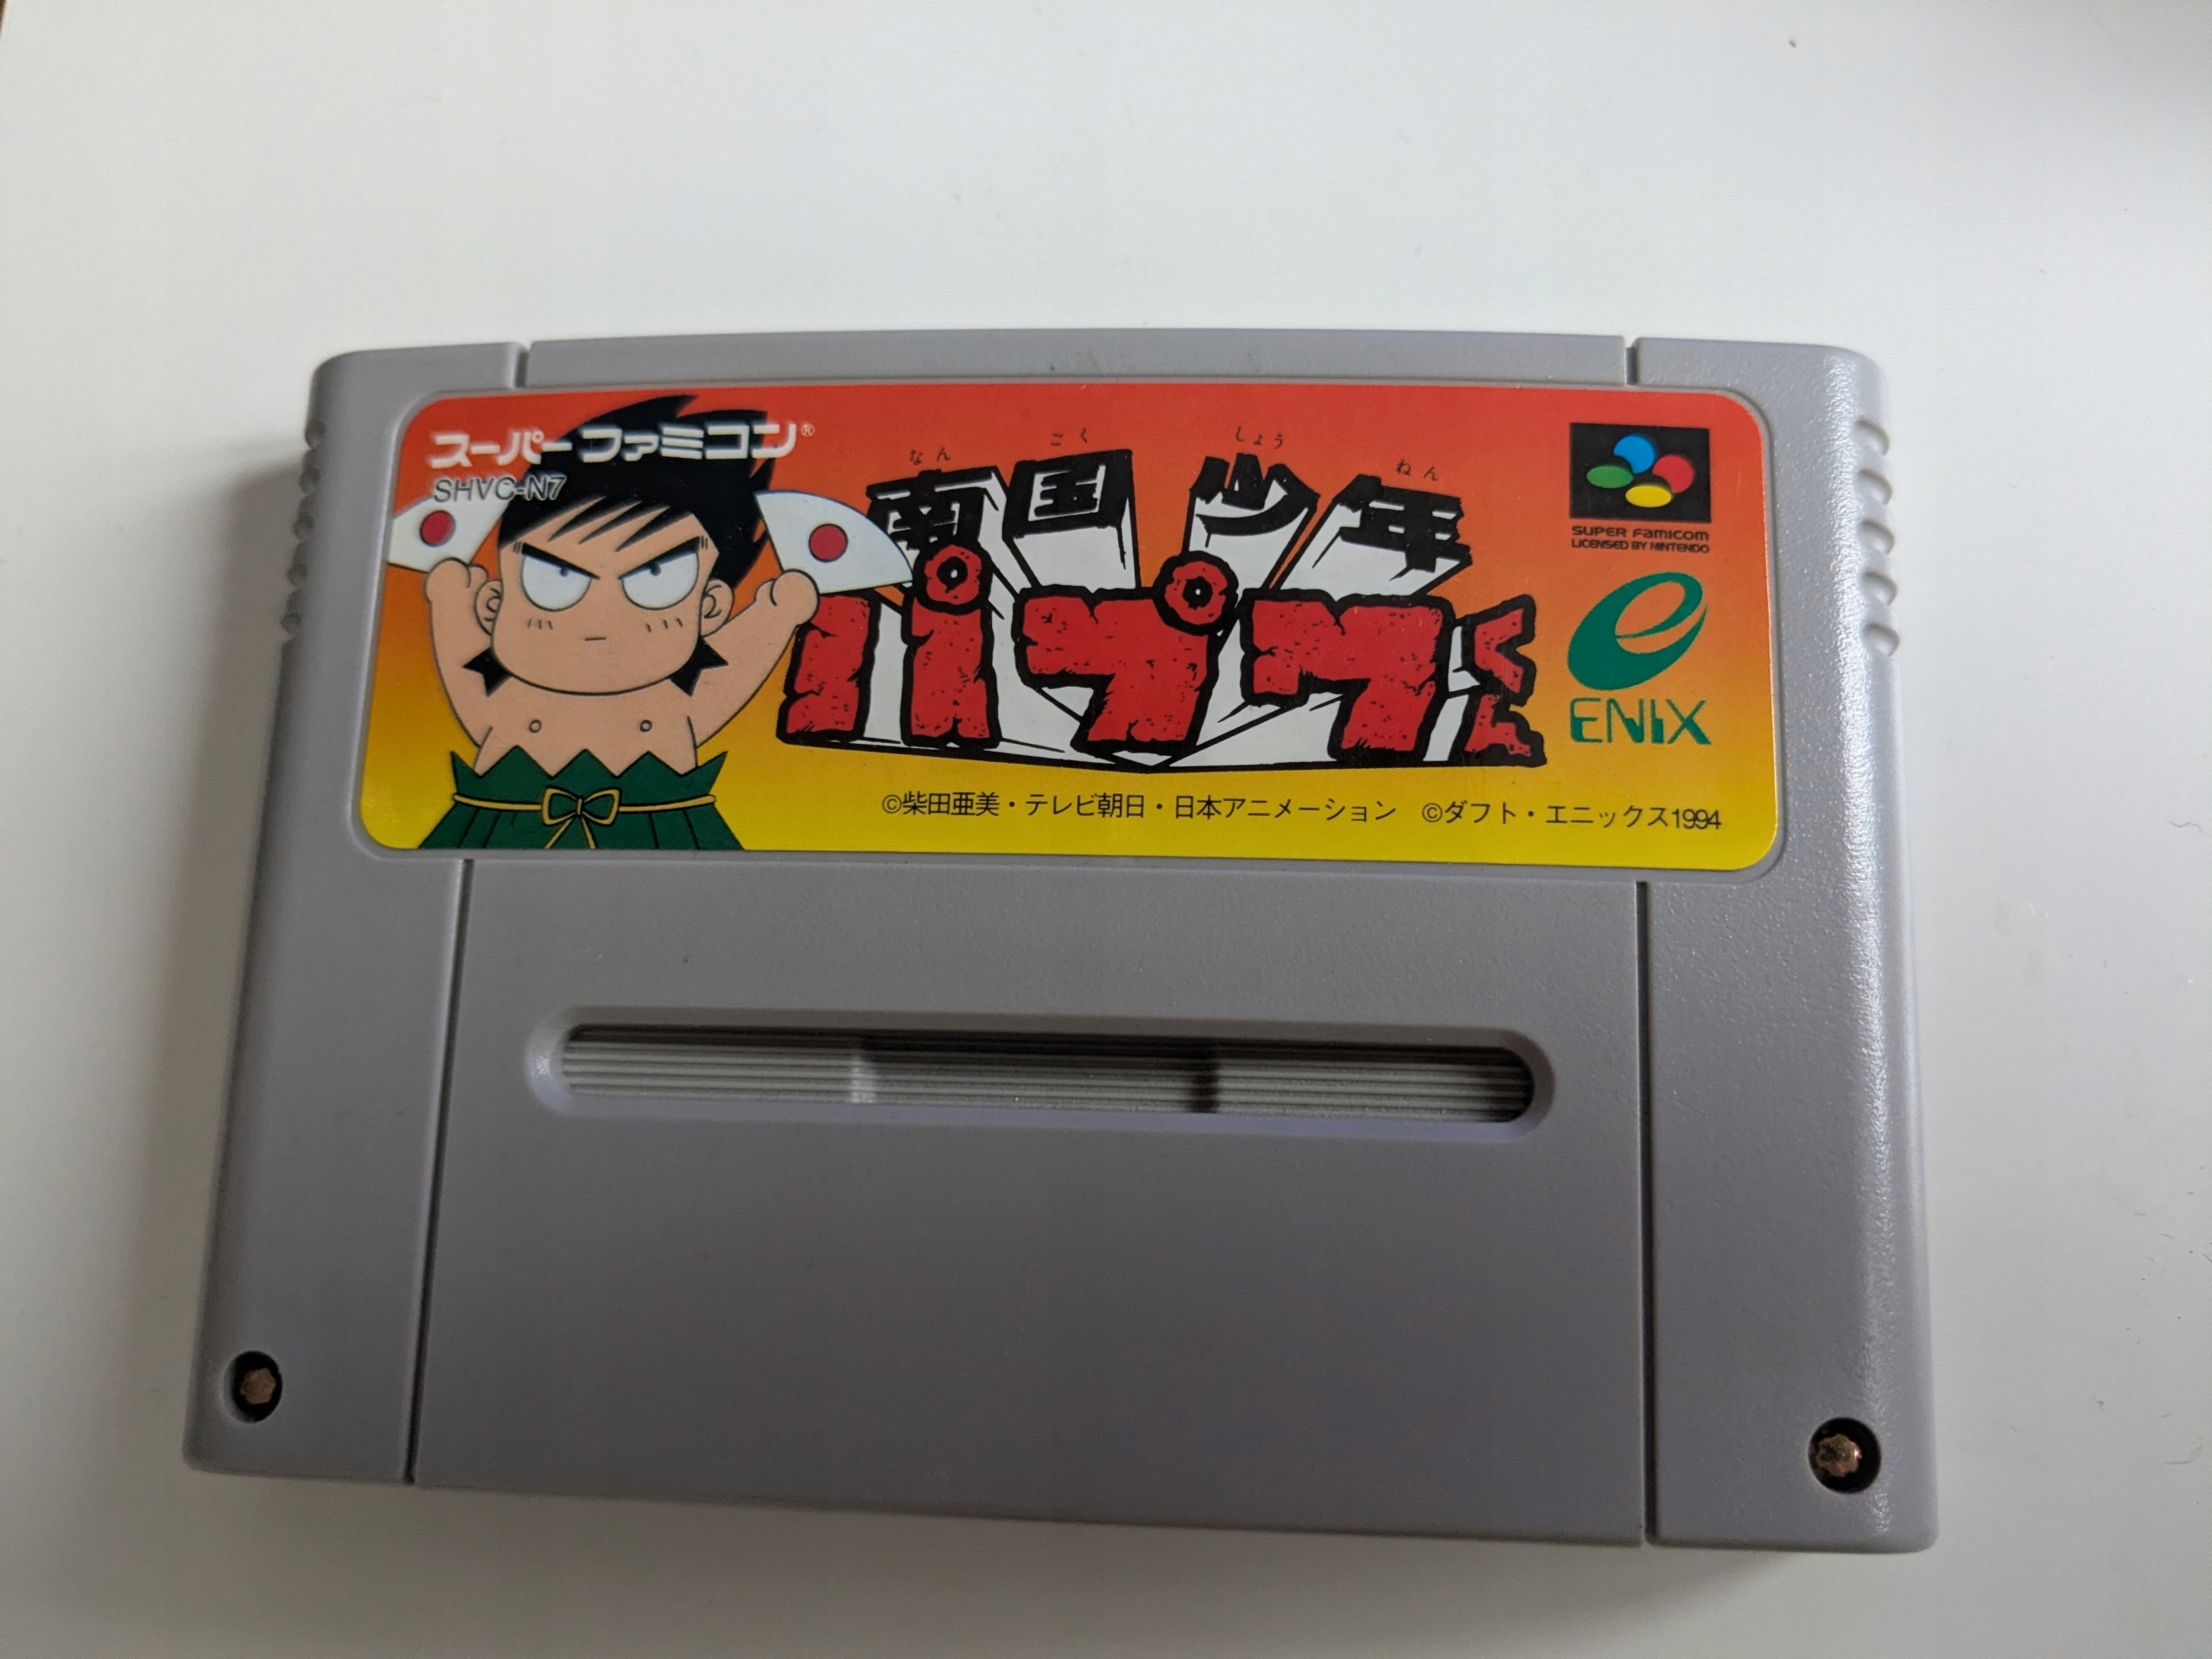 スーパーファミコン®
SHVC-N7
なん ごく しょう ねん
南国少年
パプワくん
SUPER FAMICOM
LICENSED BY NINTENDO
ENIX
©柴田亜美・テレビ朝日・日本アニメーション ©ダフト・エニックス1994